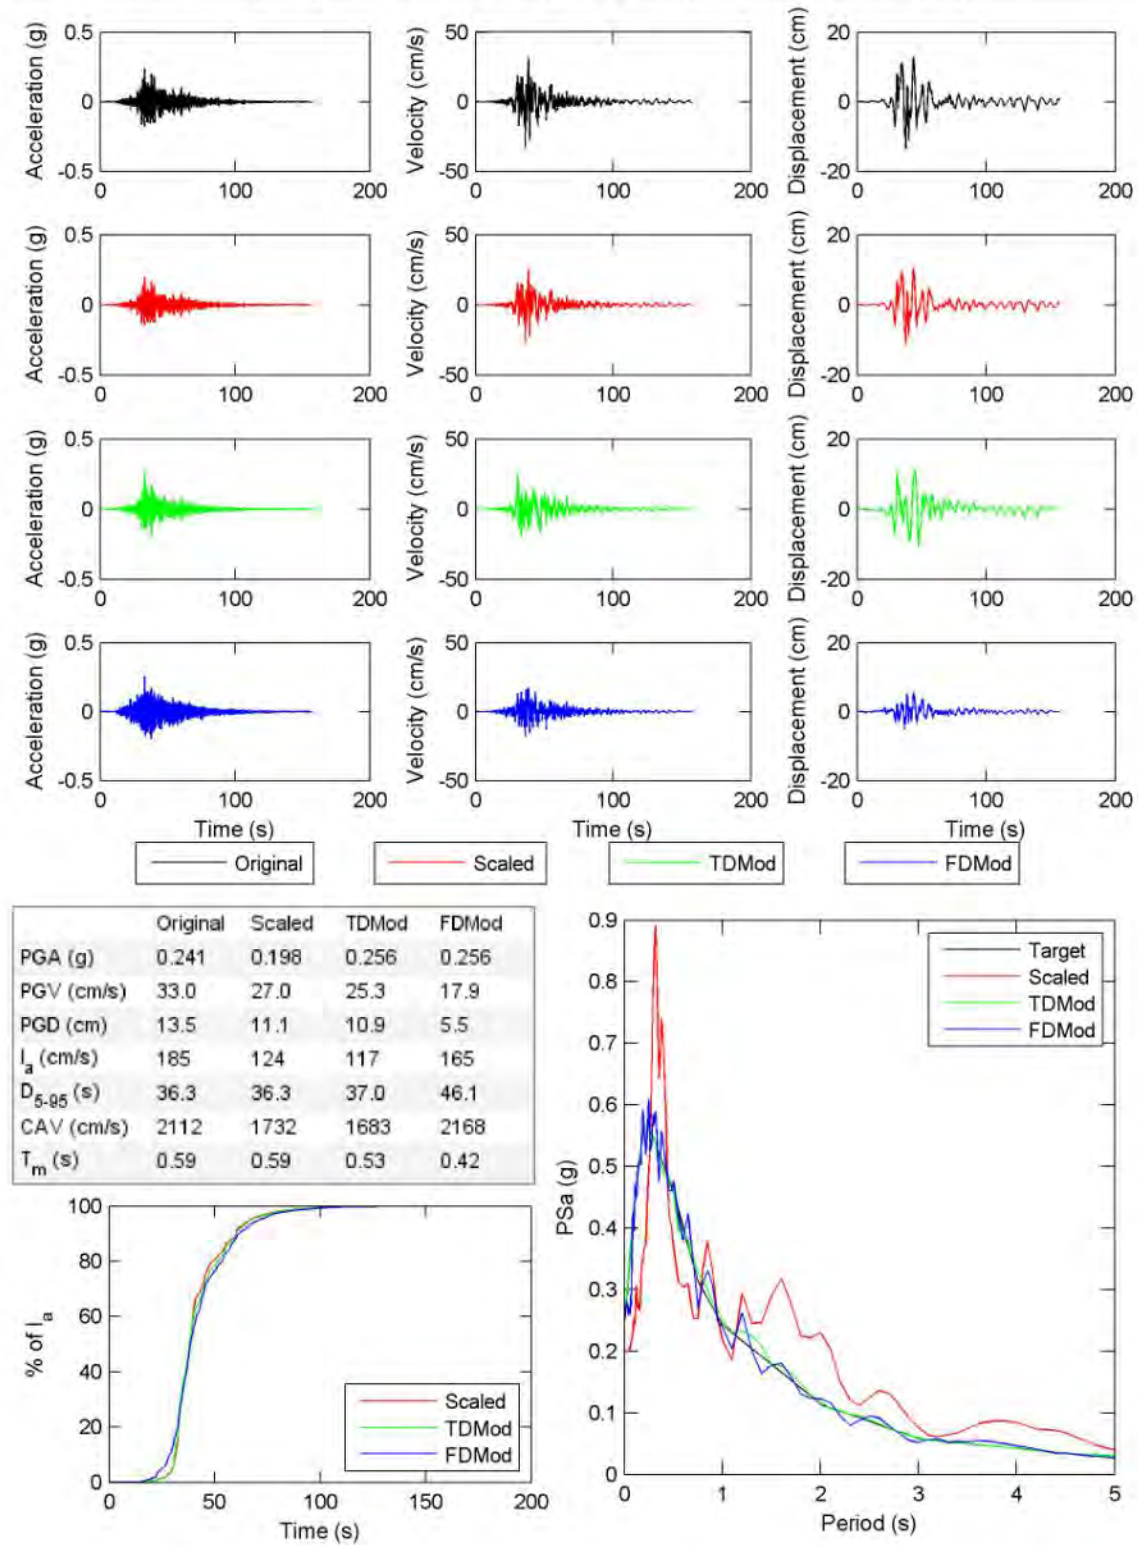 0.5
0
-0.5
Acceleration (g)
0 100 200
50
0
-50
Velocity (cm/s)
0 100 200
20
0
-20
Displacement (cm)
0 100 200
0.5
0
-0.5
Acceleration (g)
0 100 200
50
0
-50
Velocity (cm/s)
0 100 200
20
0
-20
Displacement (cm)
0 100 200
0.5
0
-0.5
Acceleration (g)
0 100 200
50
0
-50
Velocity (cm/s)
0 100 200
20
0
-20
Displacement (cm)
0 100 200
0.5
0
-0.5
Acceleration (g)
0 100 200
Time (s)
50
0
-50
Velocity (cm/s)
0 100 200
Time (s)
20
0
-20
Displacement (cm)
0 100 200
Time (s)
Original
Scaled
TDMod
FDMod
Original Scaled TDMod FDMod
PGA (g) 0.241 0.198 0.256 0.256
PGV (cm/s) 33.0 27.0 25.3 17.9
PGD (cm) 13.5 11.1 10.9 5.5
Ia (cm/s) 185 124 117 165
D5-95 (s) 36.3 36.3 37.0 46.1
CAV (cm/s) 2112 1732 1683 2168
Tm (s) 0.59 0.59 0.53 0.42
100
80
60
40
20
0
% of Ia
0 50 100 150 200
Time (s)
Scaled
TDMod
FDMod
0.9
0.8
0.7
0.6
0.5
0.4
0.3
0.2
0.1
0
PSa (g)
0 1 2 3 4 5
Period (s)
Target
Scaled
TDMod
FDMod